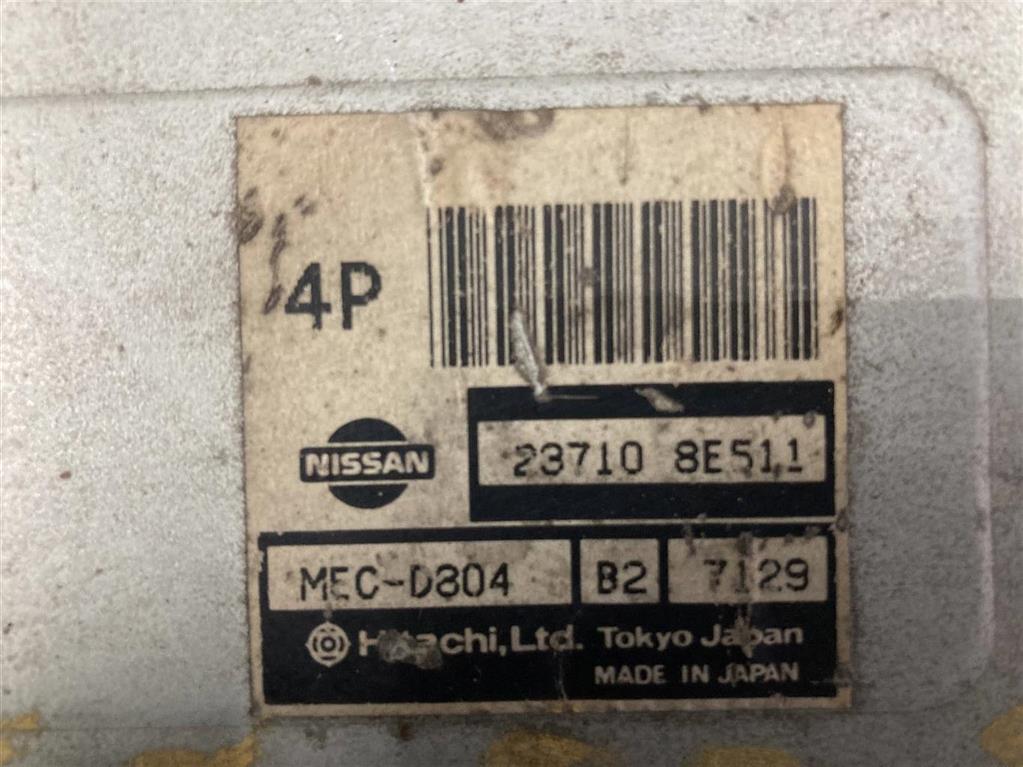 4P
NISSAN
23710 8E511
MEC-D804 B2 7129
Hitachi, Ltd. Tokyo Japan
MADE IN JAPAN